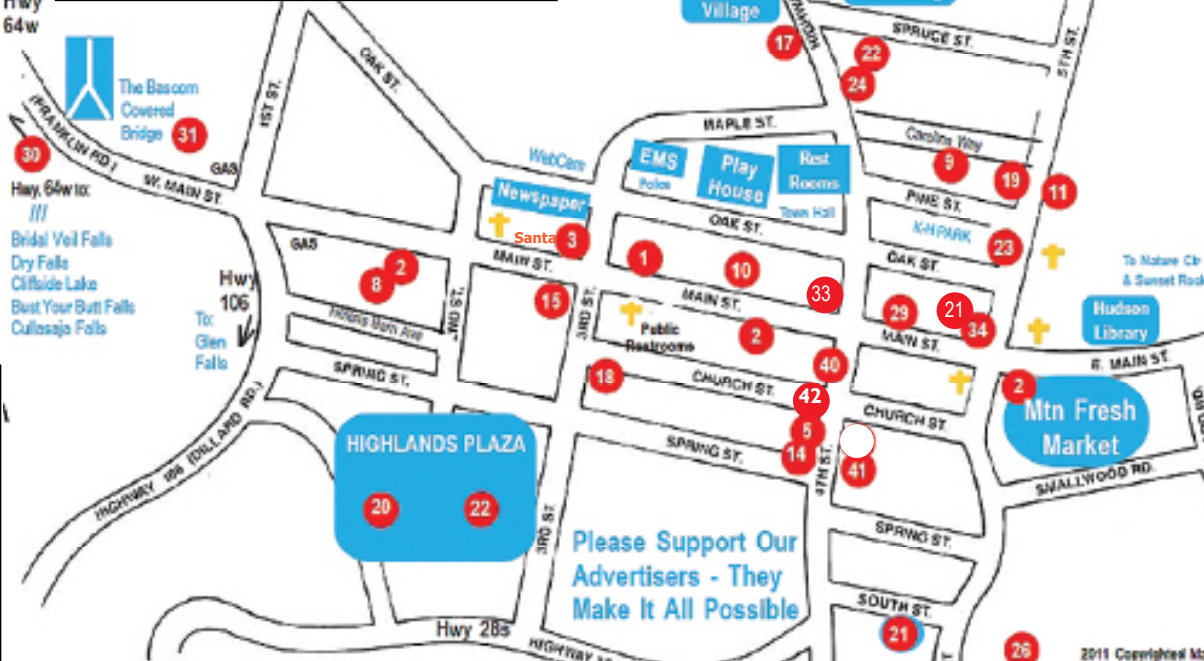 Hwy
64w
Village
17
SPRUCE ST.
5TH ST.
22
24
OAK ST.
1ST ST.
The Bascom
Covered
Bridge
31
(FRANKLIN RD.)
30
GAS
W. MAIN ST.
MAPLE ST.
Carolina Way
9
19
11
WebCam
EMS
Police
Play
House
Rest
Rooms
Town Hall
PINE ST.
K-H PARK
23
Hwy, 64w to:
///
Bridal Veil Falls
Dry Falls
Cliffside Lake
Bust Your Butt Falls
Cullasaja Falls
Newspaper
Santa
3
OAK ST.
OAK ST.
GAS
2
8
MAIN ST.
1
10
33
29
21
34
To Nature Ctr
& Sunset Rock
Hudson
Library
Hwy
106
To:
Glen
Falls
2ND ST.
15
3RD ST.
MAIN ST.
Public
Restrooms
2
MAIN ST.
E. MAIN ST.
SPRING ST.
18
CHURCH ST.
40
42
CHURCH ST.
2
Mtn Fresh
Market
HIGHLANDS PLAZA
20
22
SPRING ST.
5
14
4TH ST.
41
SMALLWOOD RD.
HIGHWAY 106 (DILLARD RD.)
3RD ST
SPRING ST.
Please Support Our
Advertisers - They
Make It All Possible
SOUTH ST.
21
Hwy 28s
HIGHWAY
26
2011 Copyrighted